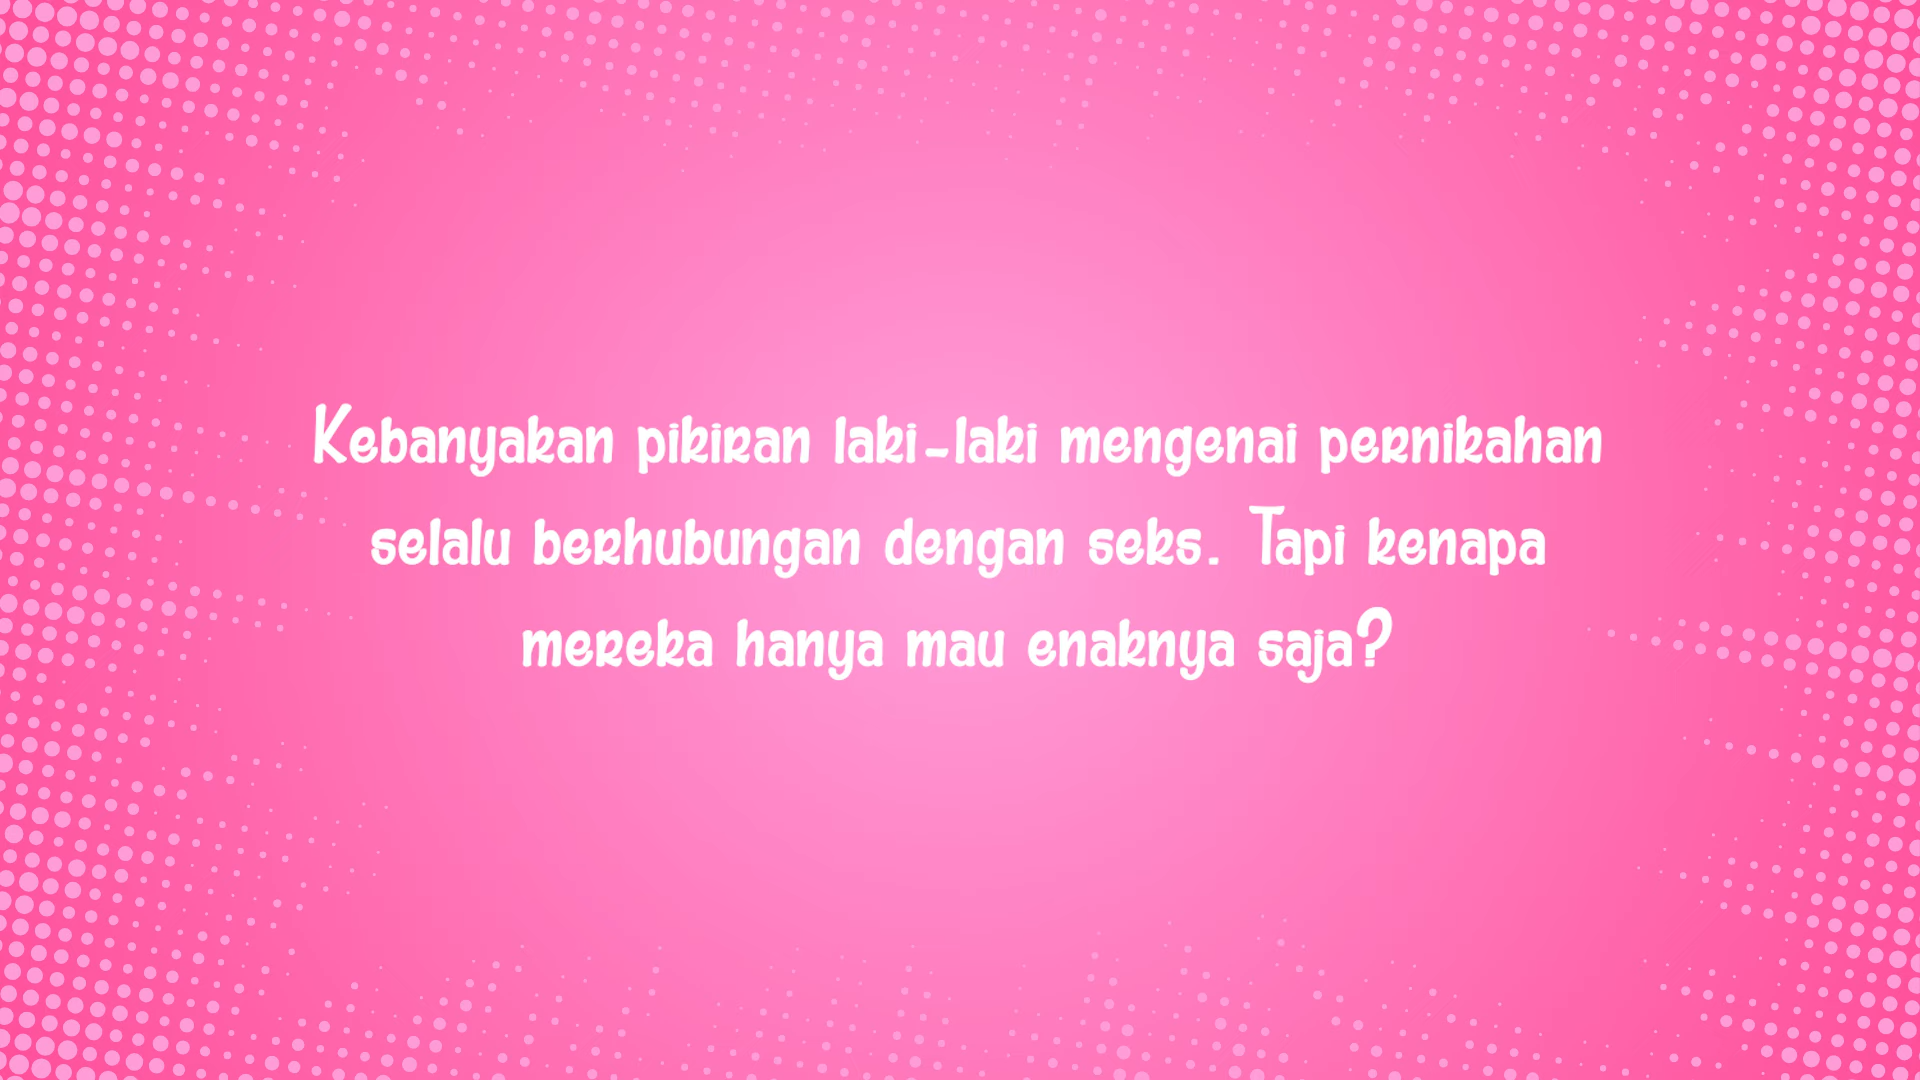 Kebanyakan pikiran laki-laki mengenai pernikahan
selalu berhubungan dengan seks. Tapi kenapa
mereka hanya mau enaknya saja?